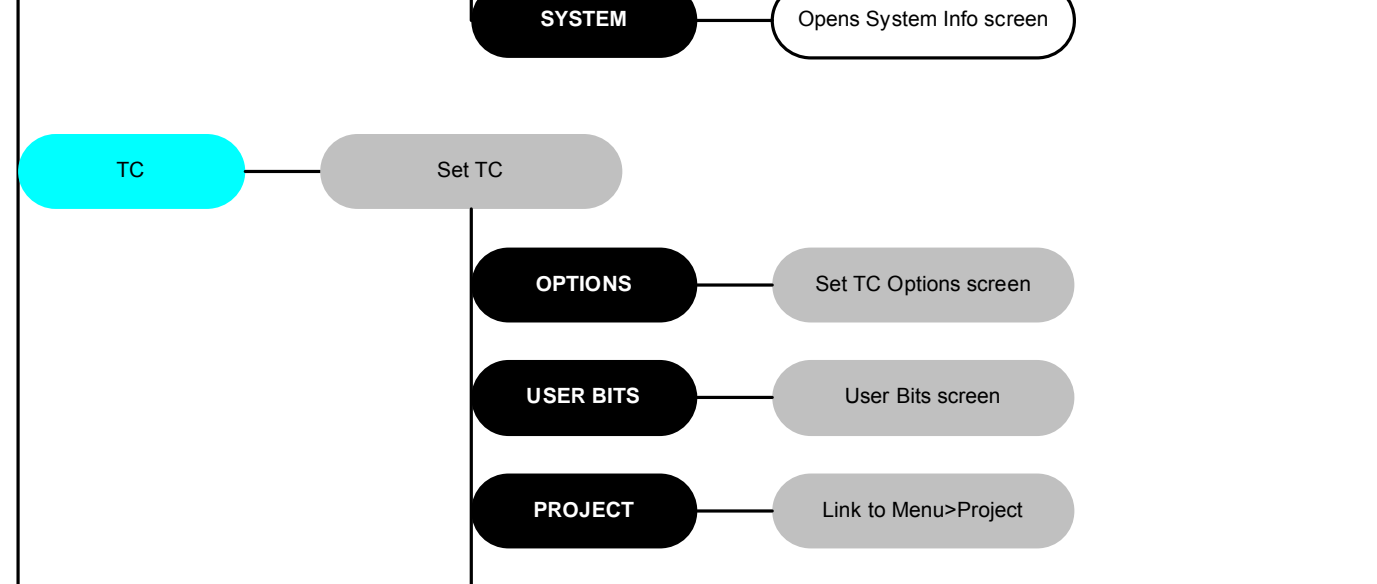 SYSTEM
Opens System Info screen
TC
Set TC
OPTIONS
Set TC Options screen
USER BITS
User Bits screen
PROJECT
Link to Menu>Project